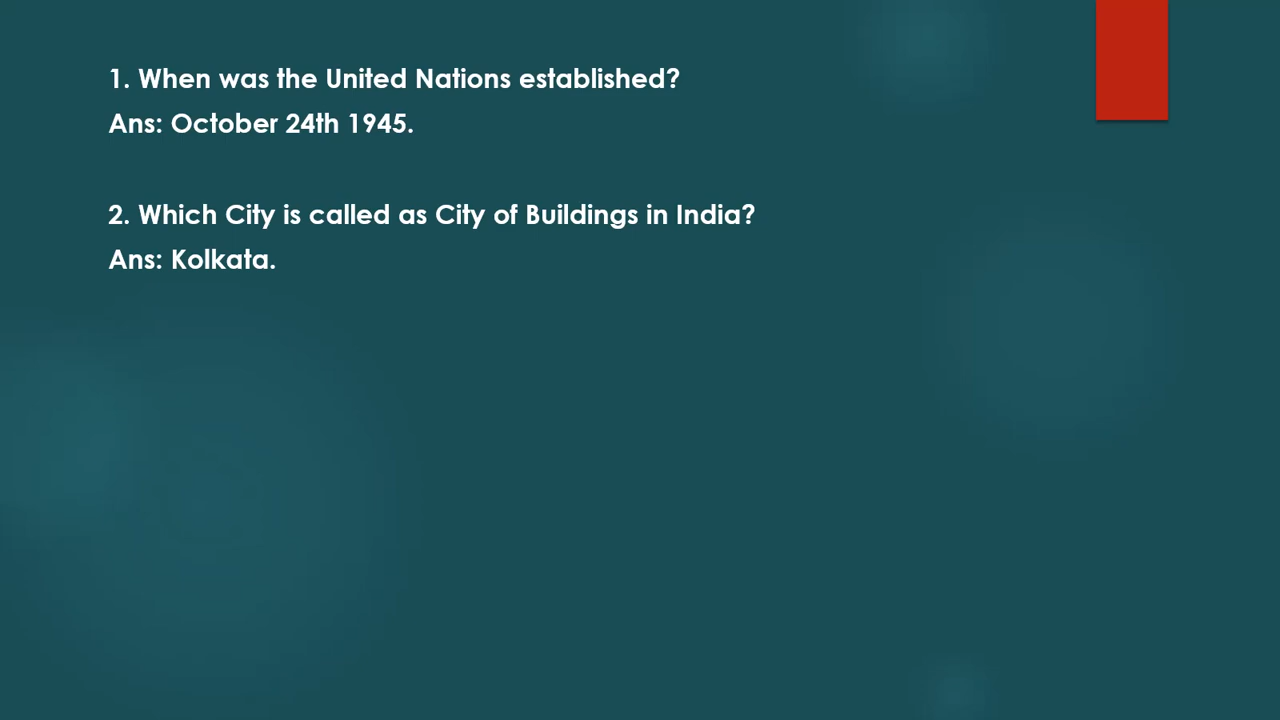 1. When was the United Nations established?
Ans: October 24th 1945.
2. Which City is called as City of Buildings in India?
Ans: Kolkata.